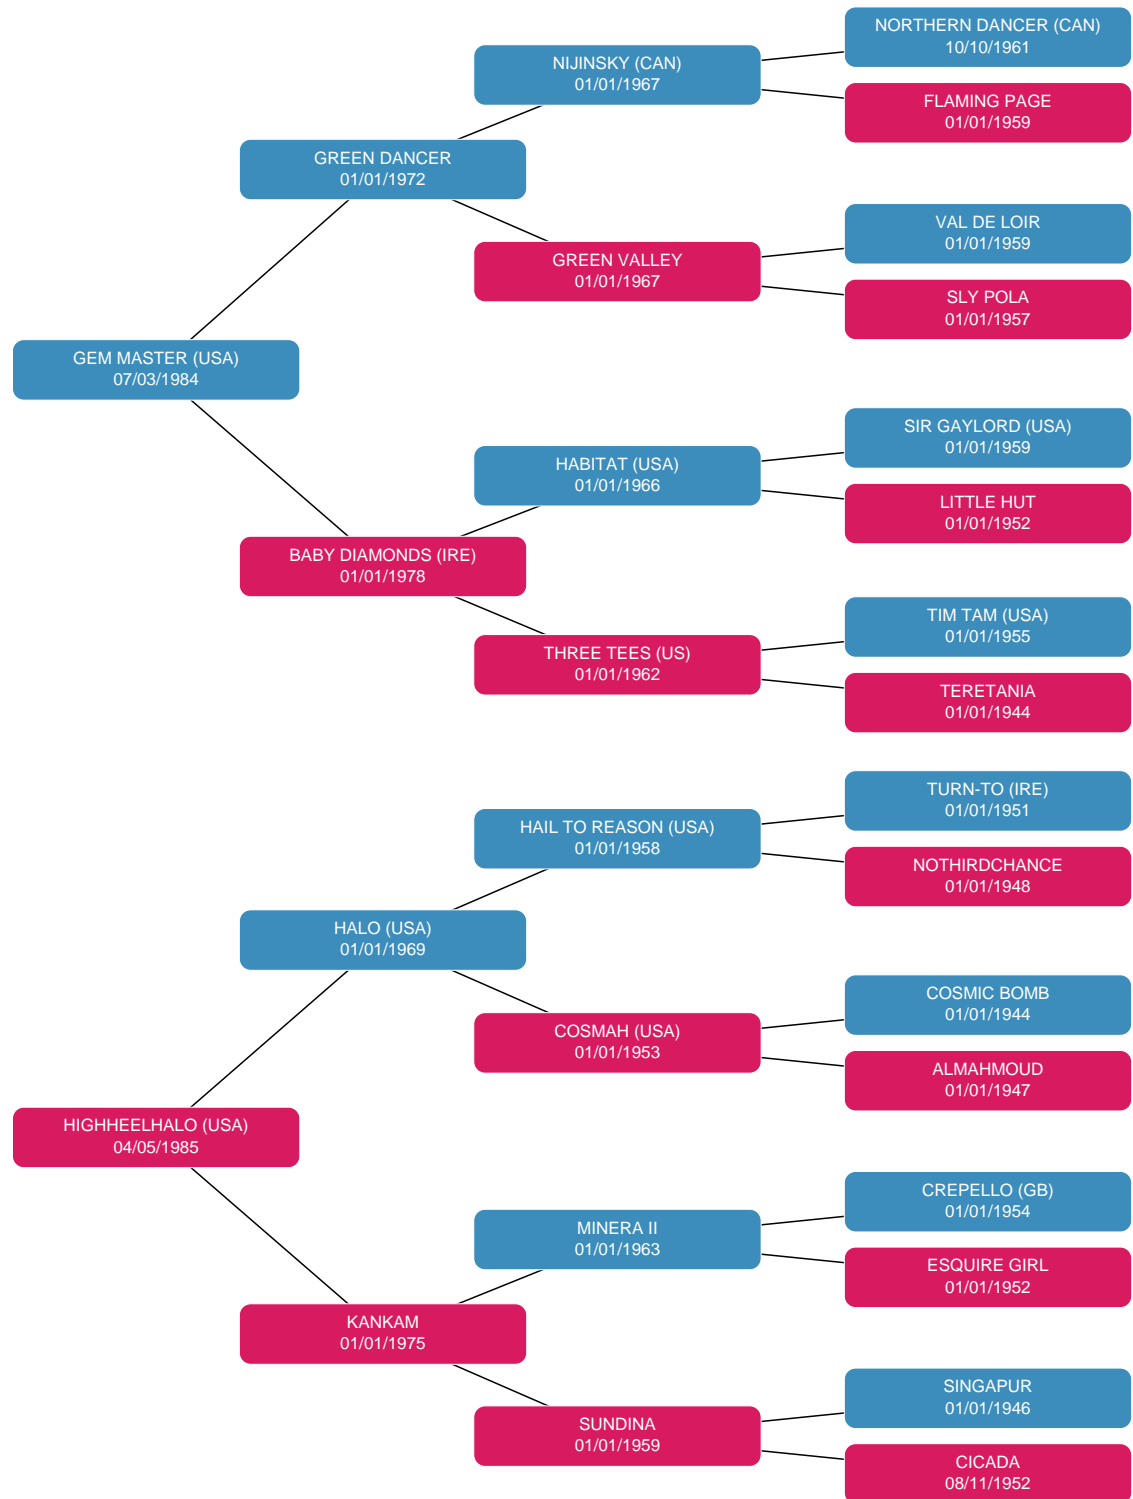 NORTHERN DANCER (CAN)
10/10/1961
NIJINSKY (CAN)
01/01/1967
FLAMING PAGE
01/01/1959
GREEN DANCER
01/01/1972
VAL DE LOIR
01/01/1959
GREEN VALLEY
01/01/1967
SLY POLA
01/01/1957
GEM MASTER (USA)
07/03/1984
SIR GAYLORD (USA)
01/01/1959
HABITAT (USA)
01/01/1966
LITTLE HUT
01/01/1952
BABY DIAMONDS (IRE)
01/01/1978
TIM TAM (USA)
01/01/1955
THREE TEES (US)
01/01/1962
TERETANIA
01/01/1944
TURN-TO (IRE)
01/01/1951
HAIL TO REASON (USA)
01/01/1958
NOTHIRDCHANCE
01/01/1948
HALO (USA)
01/01/1969
COSMIC BOMB
01/01/1944
COSMAH (USA)
01/01/1953
ALMAHMOUD
01/01/1947
HIGHHEELHALO (USA)
04/05/1985
CREPELLO (GB)
01/01/1954
MINERA II
01/01/1963
ESQUIRE GIRL
01/01/1952
KANKAM
01/01/1975
SINGAPUR
01/01/1946
SUNDINA
01/01/1959
CICADA
08/11/1952